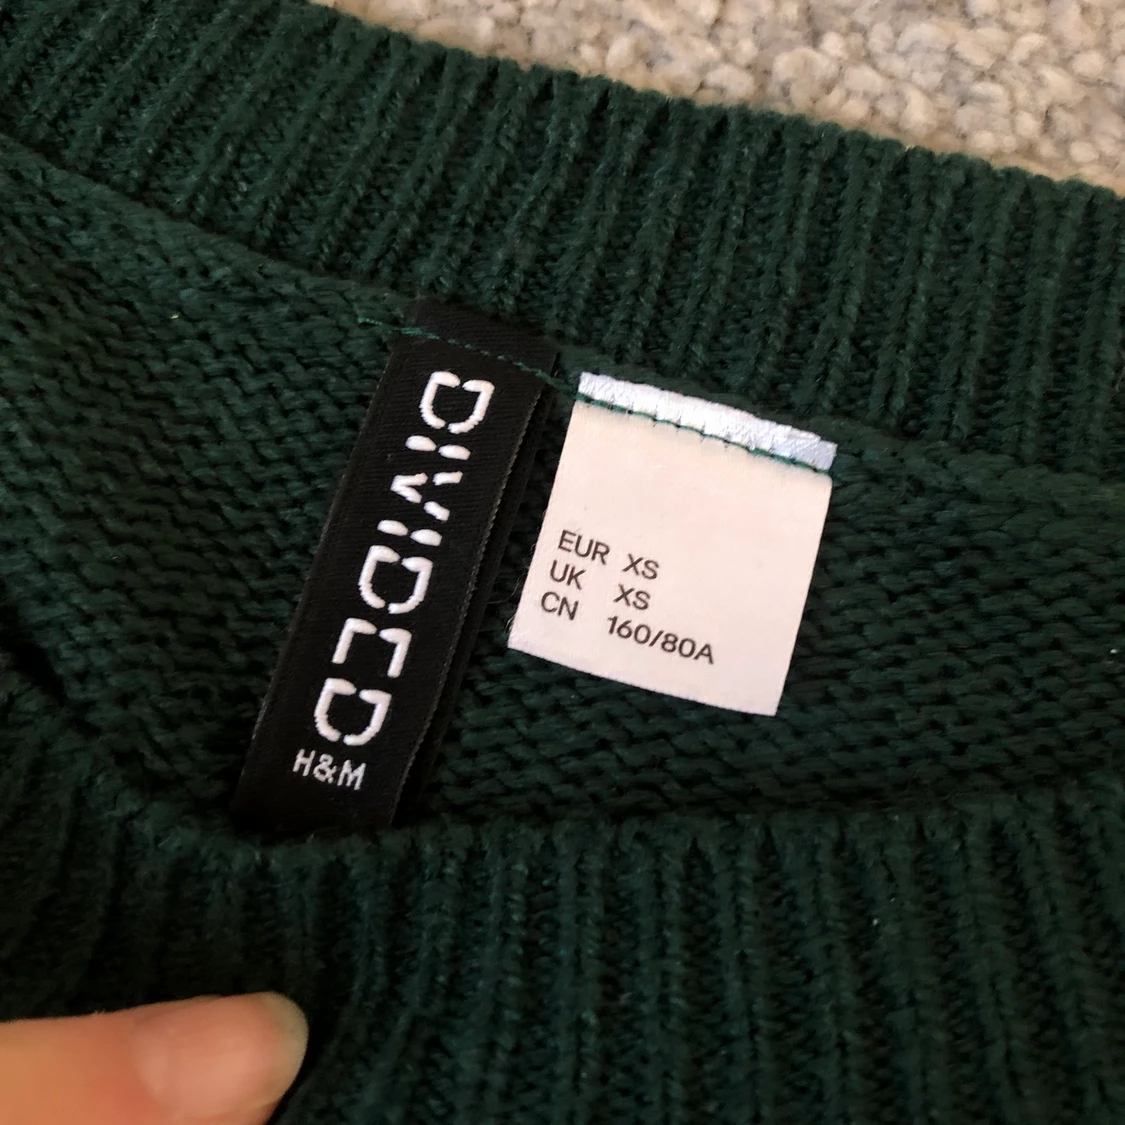 DIVIDED
H&M
EUR XS
UK XS
CN 160/80A